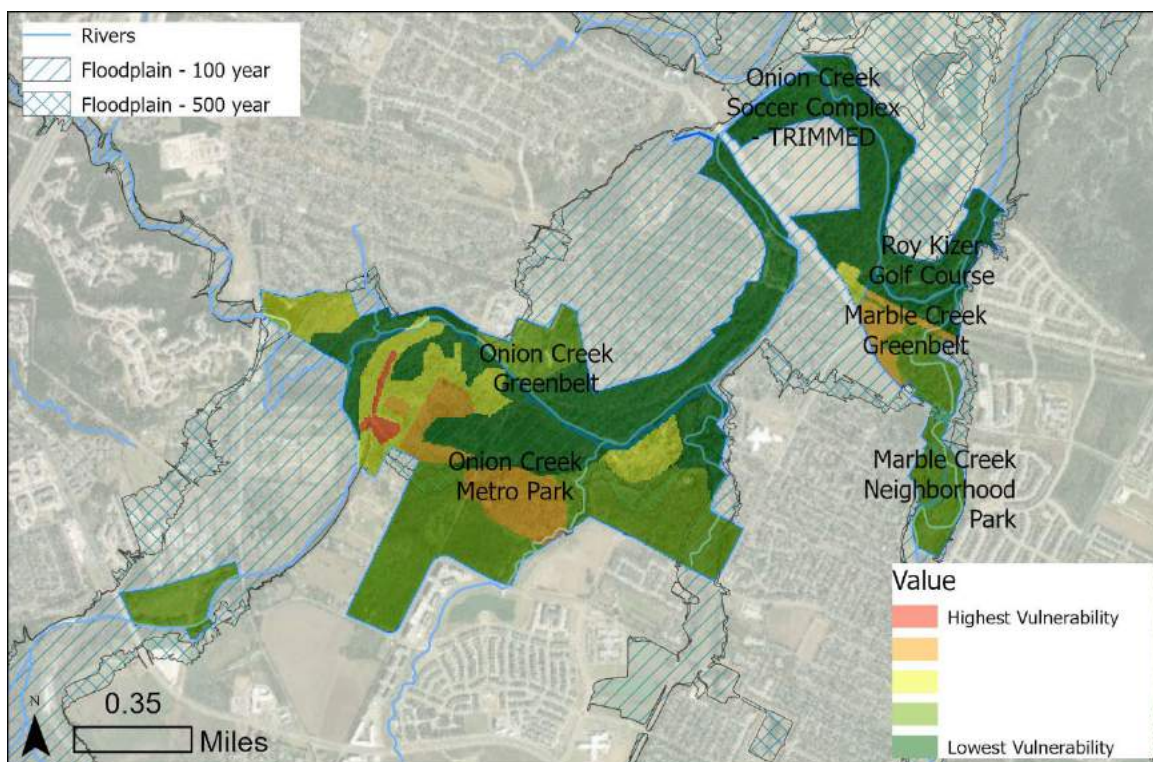 Rivers
Floodplain - 100 year
Floodplain - 500 year
Onion Creek
Soccer Complex
- TRIMMED
Roy Kizer
Golf Course
Marble Creek
Greenbelt
Onion Creek
Greenbelt
Onion Creek
Metro Park
Marble Creek
Neighborhood
Park
Value
Highest Vulnerability
Lowest Vulnerability
N
0.35
Miles